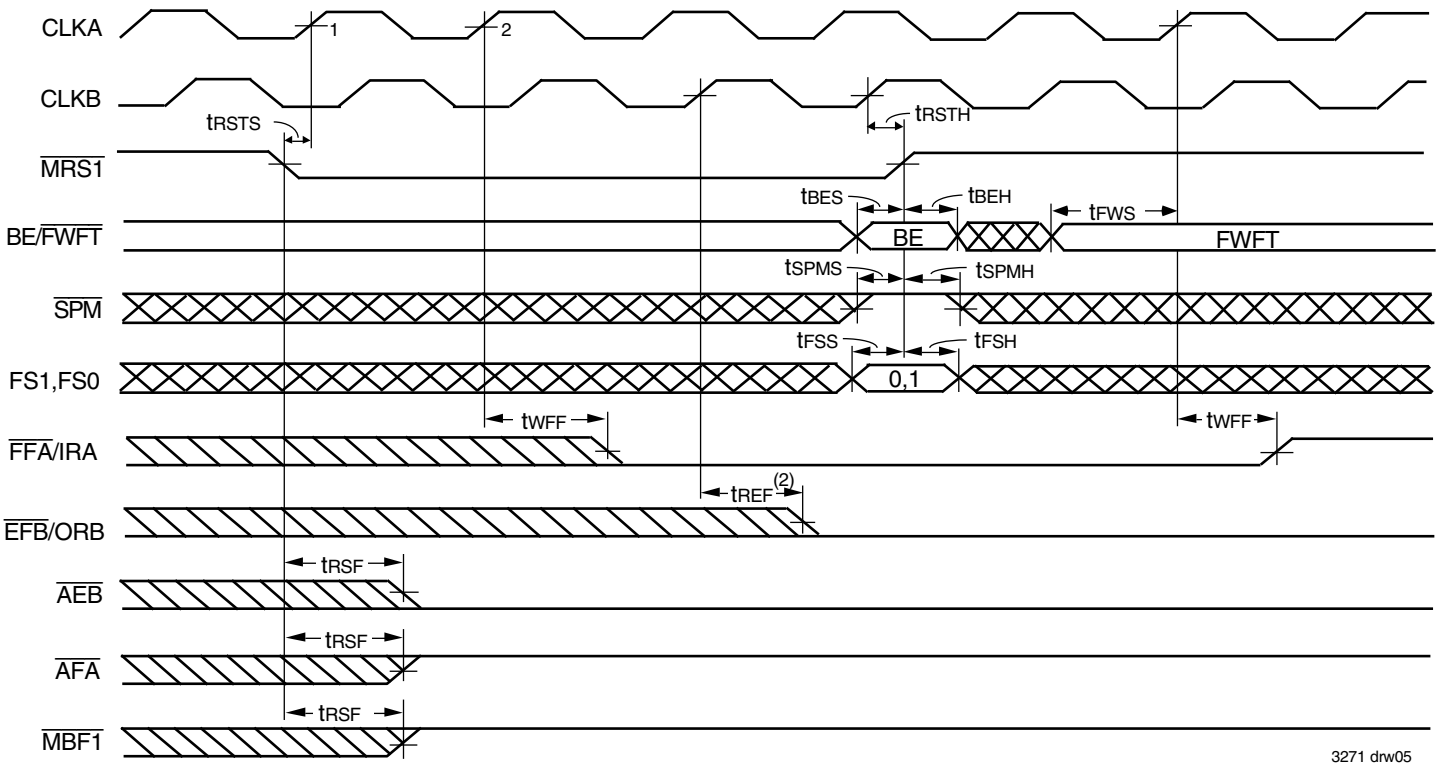 CLKA
1
2
CLKB
tRSTS
tRSTH
MRS1
tBES
tBEH
tFWS
BE/FWFT
BE
FWFT
tSPMS
tSPMH
SPM
tFSS
tFSH
FS1,FS0
0,1
tWFF
tWFF
FFA/IRA
tREF(2)
EFB/ORB
tRSF
AEB
tRSF
AFA
tRSF
MBF1
3271 drw05